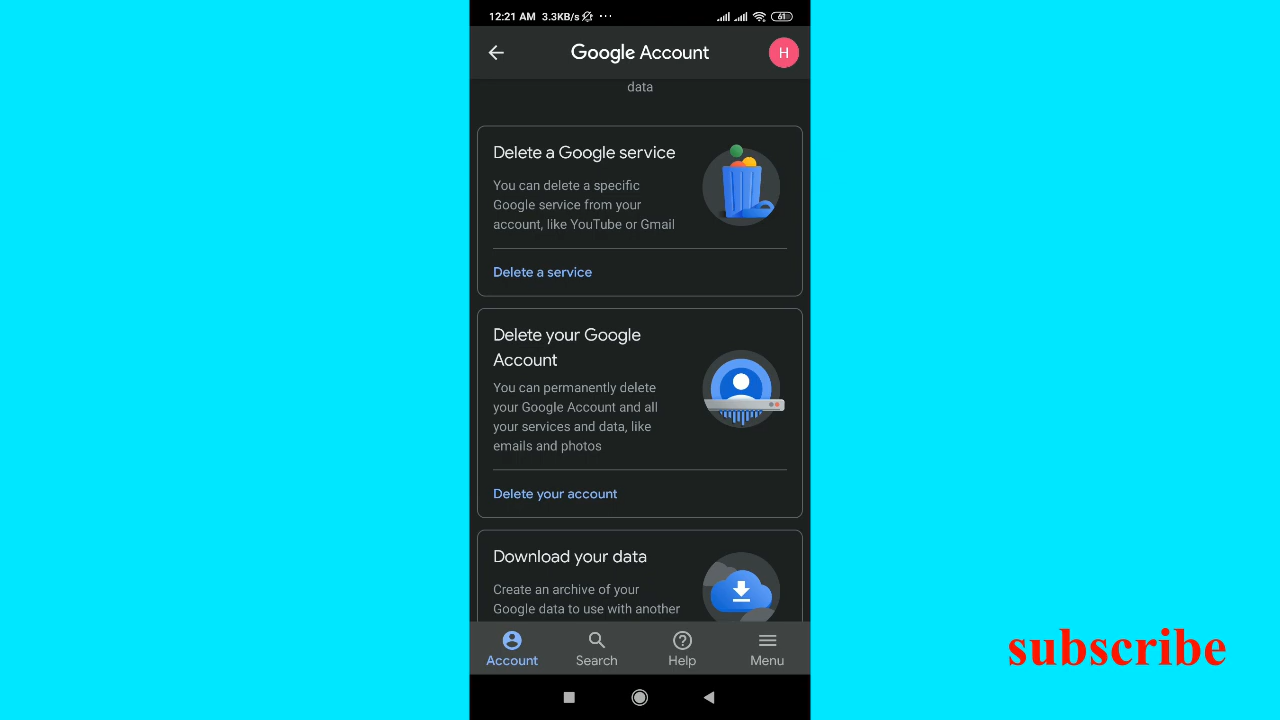 12:21 AM 3.3KB/s ... 61
Google Account
H
data
Delete a Google service
You can delete a specific
Google service from your
account, like YouTube or Gmail
Delete a service
Delete your Google
Account
You can permanently delete
your Google Account and all
your services and data, like
emails and photos
Delete your account
Download your data
Create an archive of your
Google data to use with another
Account Search Help Menu
subscribe